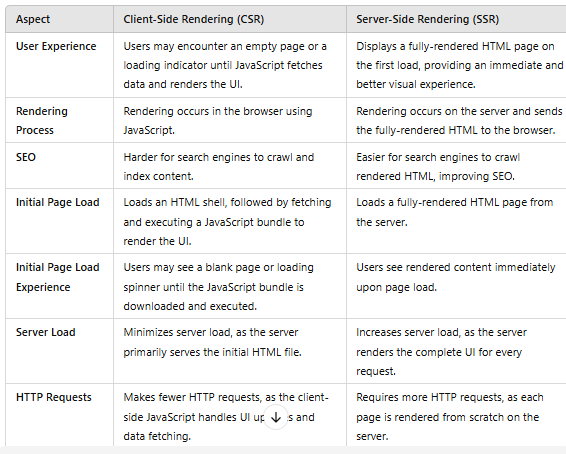 Aspect Client-Side Rendering (CSR) Server-Side Rendering (SSR)
User Experience Users may encounter an empty page or a Displays a fully-rendered HTML page on
loading indicator until JavaScript fetches the first load, providing an immediate and
data and renders the UI. better visual experience.
Rendering Rendering occurs in the browser using Rendering occurs on the server and sends
Process JavaScript. the fully-rendered HTML to the browser.
SEO Harder for search engines to crawl and Easier for search engines to crawl
index content. rendered HTML, improving SEO.
Initial Page Load Loads an HTML shell, followed by fetching Loads a fully-rendered HTML page from
and executing a JavaScript bundle to the server.
render the UI.
Initial Page Load Users may see a blank page or loading Users see rendered content immediately
Experience spinner until the JavaScript bundle is upon page load.
downloaded and executed.
Server Load Minimizes server load, as the server Increases server load, as the server
primarily serves the initial HTML file. renders the complete UI for every
request.
HTTP Requests Makes fewer HTTP requests, as the client- Requires more HTTP requests, as each
side JavaScript handles UI and page is rendered from scratch on the
data fetching. server.